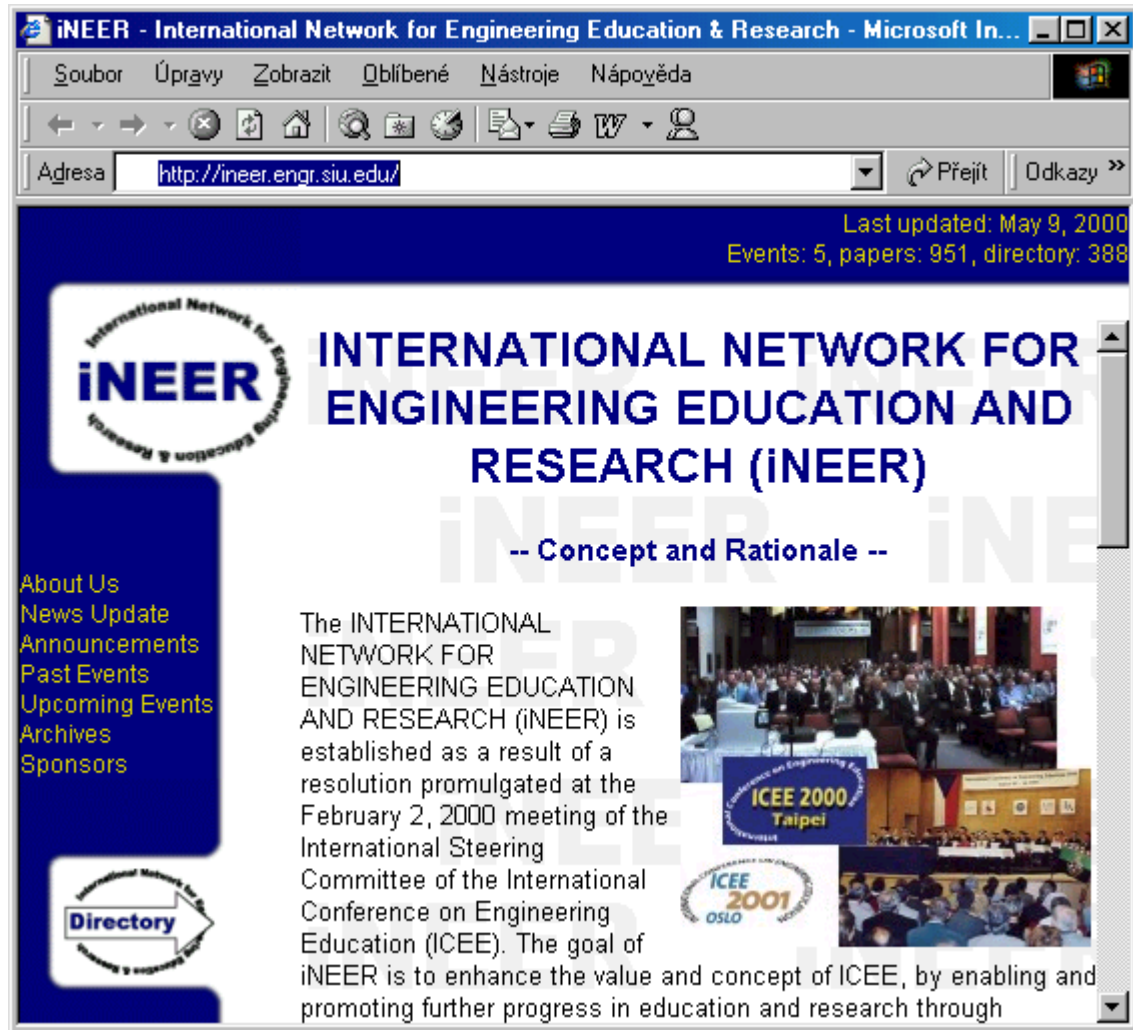 iNEER - International Network for Engineering Education & Research - Microsoft In...
Soubor Úpravy Zobrazit Oblíbené Nástroje Nápověda
Adresa http://ineer.engr.siu.edu/ Přejít Odkazy »
Last updated: May 9, 2000
Events: 5, papers: 951, directory: 388
International Network for Engineering Education & Research
iNEER
INTERNATIONAL NETWORK FOR
ENGINEERING EDUCATION AND
RESEARCH (iNEER)
-- Concept and Rationale --
About Us
News Update
Announcements
Past Events
Upcoming Events
Archives
Sponsors
Directory
The INTERNATIONAL
NETWORK FOR
ENGINEERING EDUCATION
AND RESEARCH (iNEER) is
established as a result of a
resolution promulgated at the
February 2, 2000 meeting of the
International Steering
Committee of the International
Conference on Engineering
Education (ICEE). The goal of
iNEER is to enhance the value and concept of ICEE, by enabling and
promoting further progress in education and research through
International Conference on Engineering Education
ICEE 2000
Taipei
ICEE
2001
OSLO